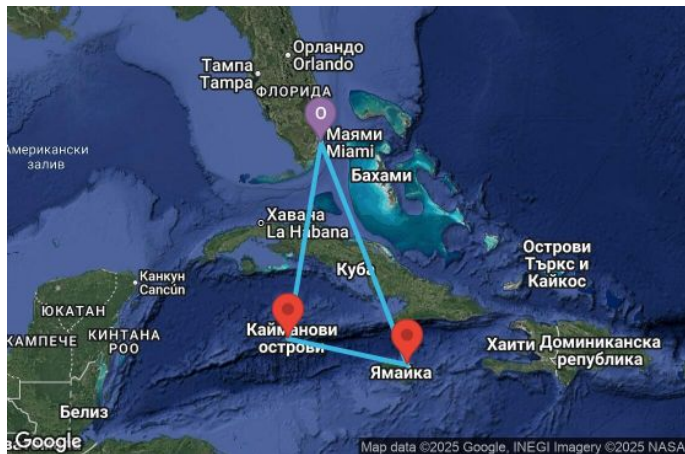 Орландо
Orlando
Тампа
Tampa
ФЛОРИДА
O
Маями
Miami
Американски
залив
Бахами
Хавана
La Habana
Куба
Острови
Търкс и
Кайкос
Канкун
Cancún
ЮКАТАН
КАМПЕЧЕ
КИНТАНА
РОО
Кайманови
острови
Ямайка
Хаити
Доминиканска
република
Белиз
Google
Map data ©2025 Google, INEGI Imagery ©2025 NASA